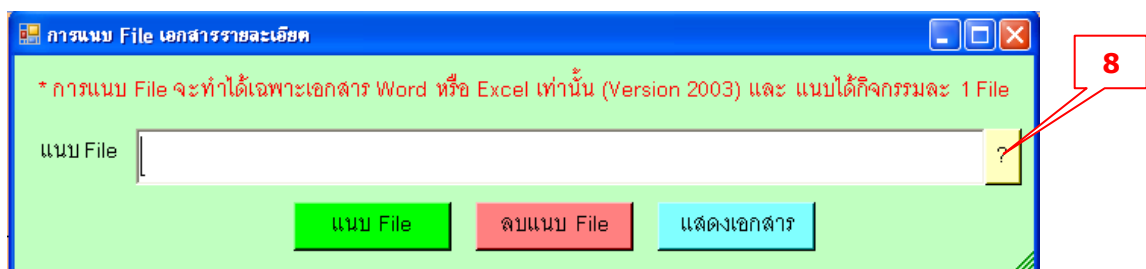 การแนบ File เอกสารรายละเอียด
8
* การแนบ File จะทำได้เฉพาะเอกสาร Word หรือ Excel เท่านั้น (Version 2003) และ แนบได้กิจกรรมละ 1 File
แนบ File
?
แนบ File ลบแนบ File แสดงเอกสาร